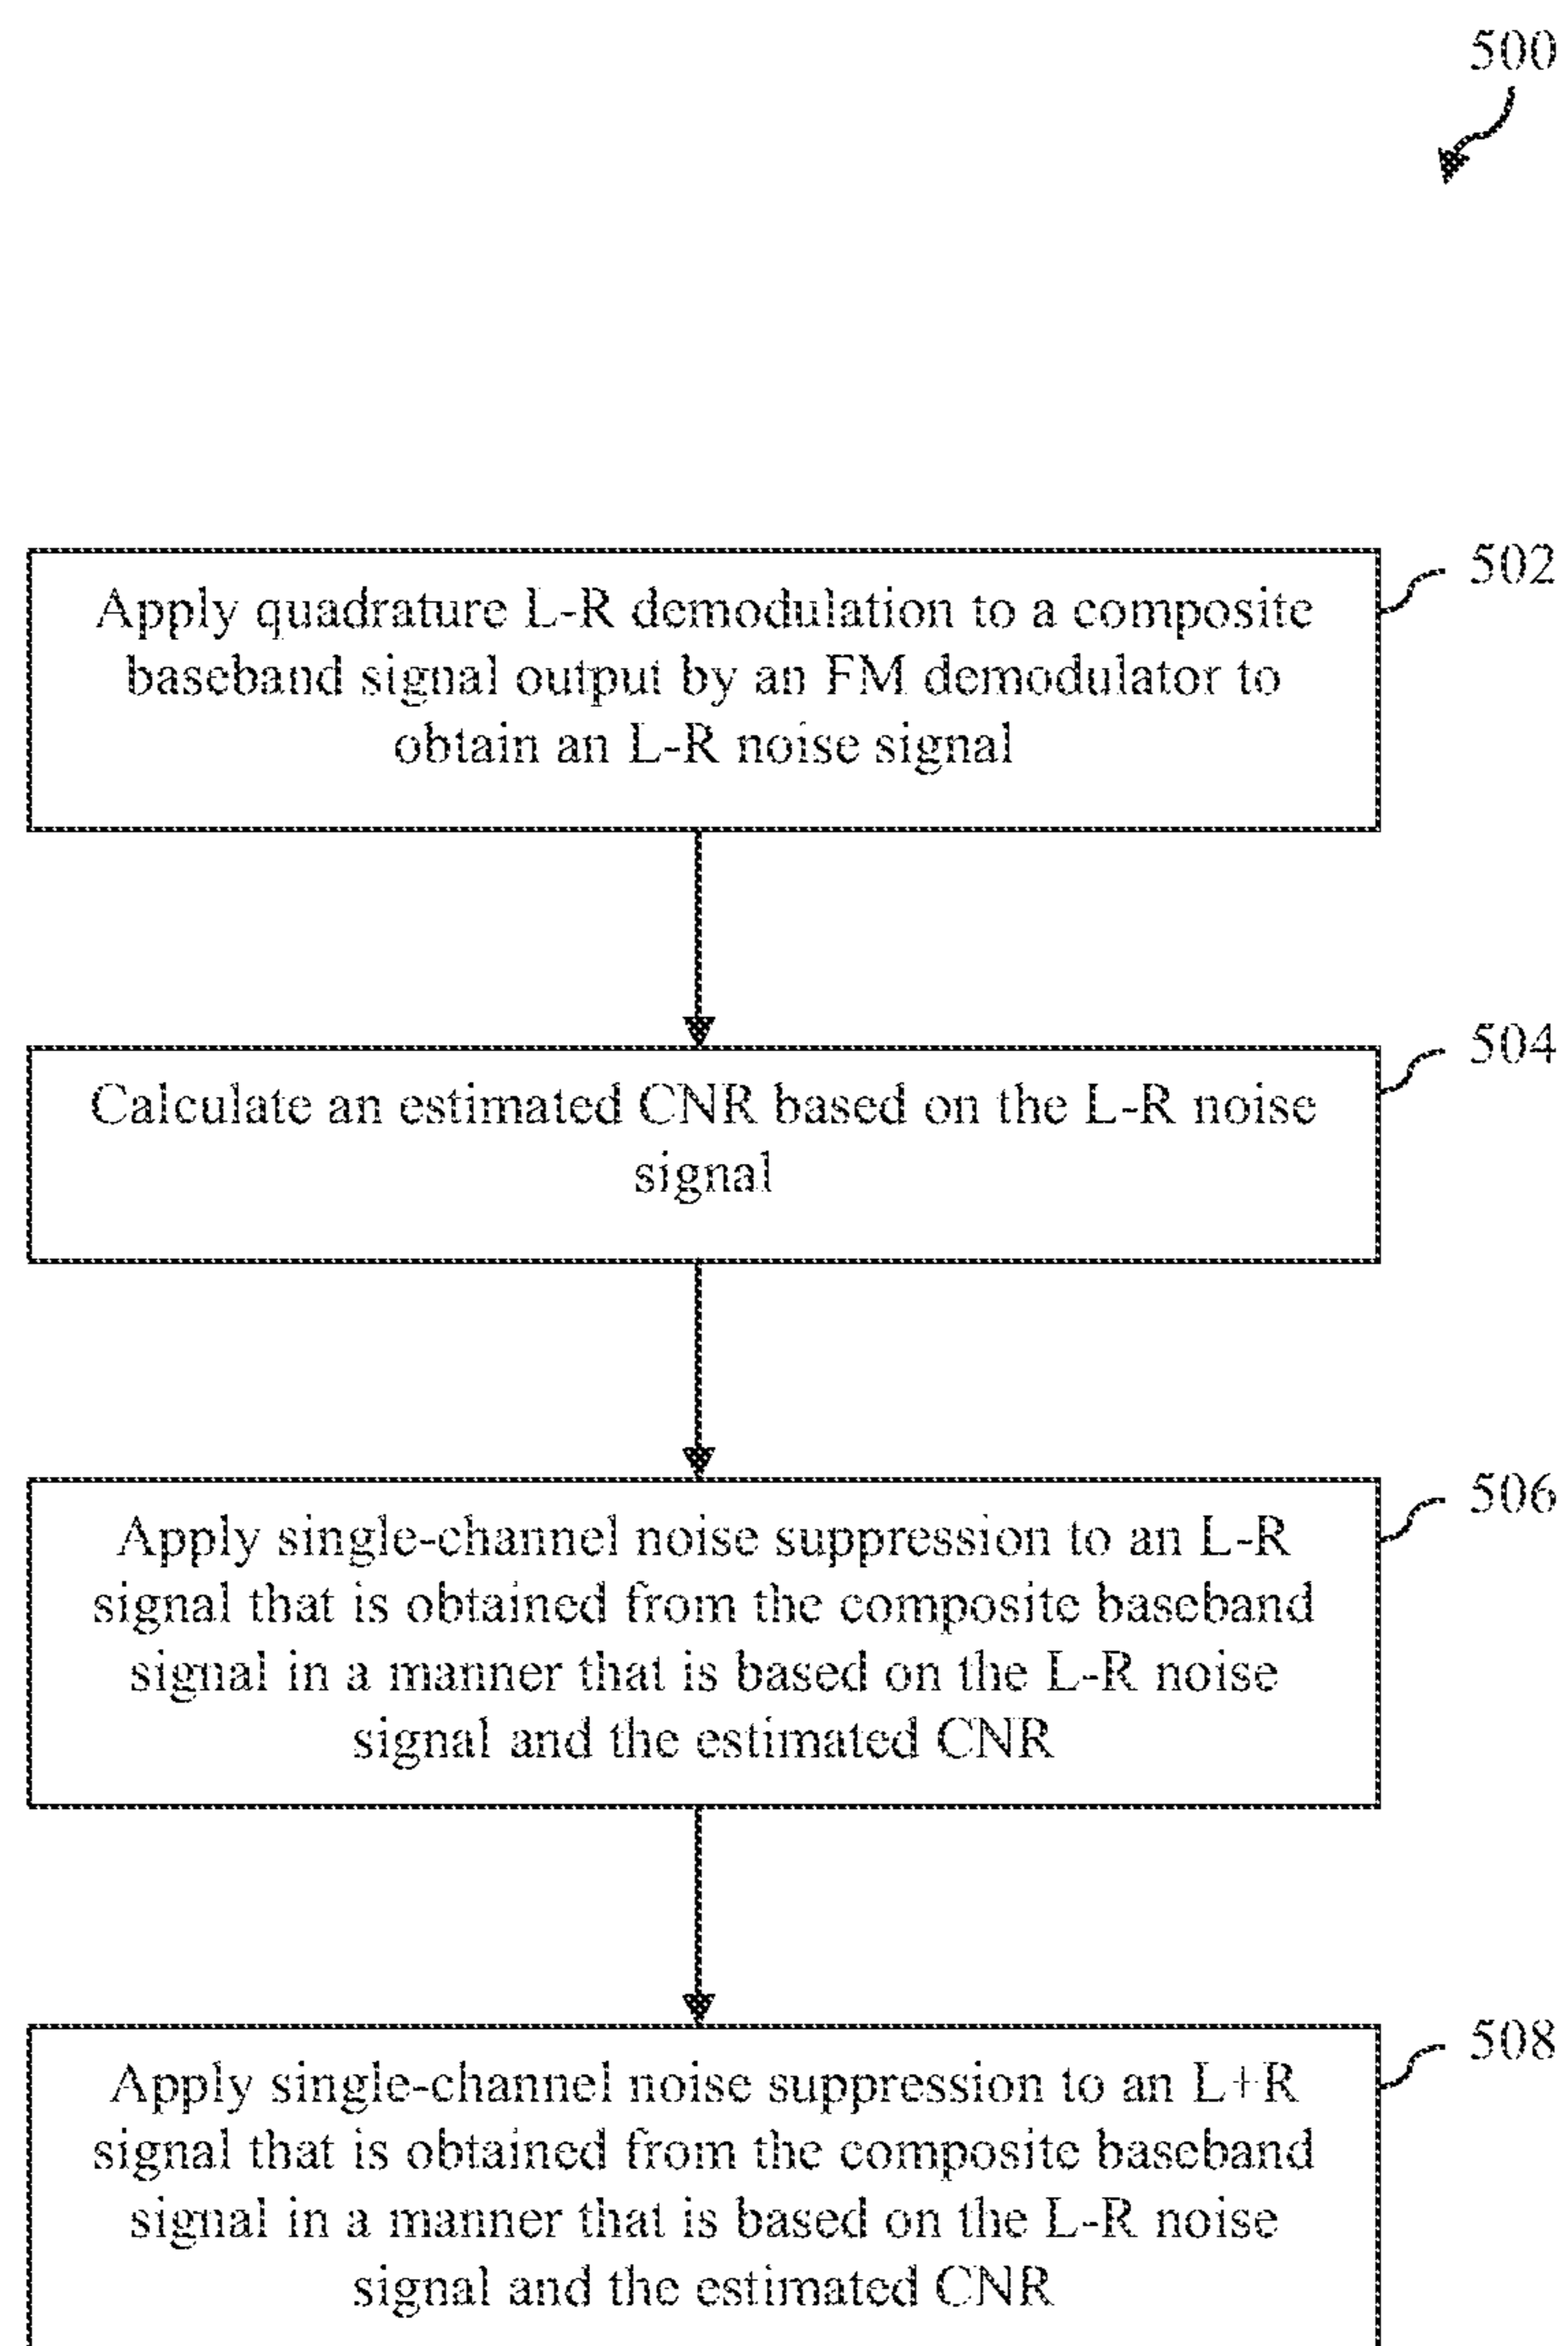 500
502
Apply quadrature L-R demodulation to a composite
baseband signal output by an FM demodulator to
obtain an L-R noise signal
504
Calculate an estimated CNR based on the L-R noise
signal
506
Apply single-channel noise suppression to an L-R
signal that is obtained from the composite baseband
signal in a manner that is based on the L-R noise
signal and the estimated CNR
508
Apply single-channel noise suppression to an L+R
signal that is obtained from the composite baseband
signal in a manner that is based on the L-R noise
signal and the estimated CNR